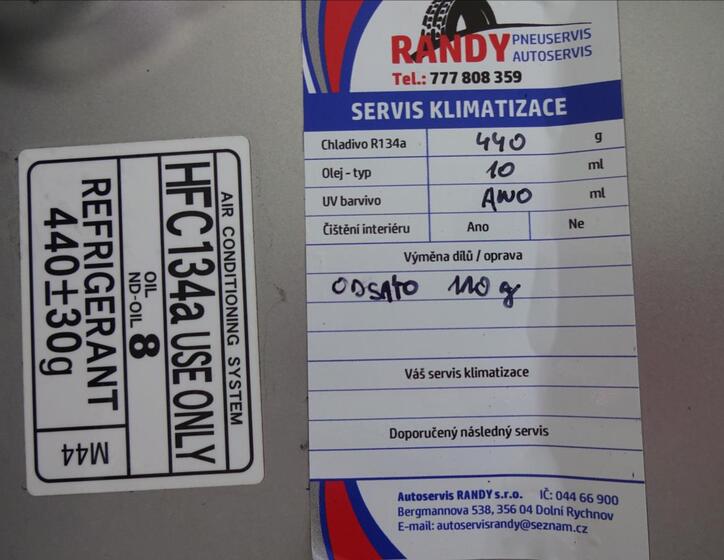 RANDY
PNEUSERVIS
AUTOSERVIS
Tel.: 777 808 359
SERVIS KLIMATIZACE
Chladivo R134a 440 g
Olej - typ 10 ml
UV barvivo ANO ml
Čištění interiéru Ano Ne
Výměna dílů / oprava
ODSÁTO 110 g
Váš servis klimatizace
Doporučený následný servis
Autoservis RANDY s.r.o. IČ: 044 66 900
Bergmannova 538, 356 04 Dolní Rychnov
E-mail: autoservisrandy@seznam.cz
AIR CONDITIONING SYSTEM
HFC134a USE ONLY
OIL
ND-OIL 8
REFRIGERANT
440±30g
M44